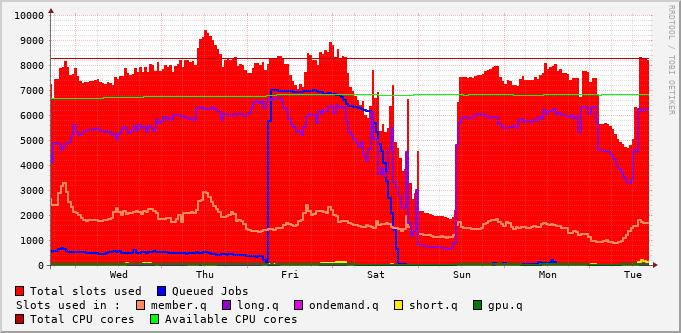 10000
9000
8000
7000
6000
5000
4000
3000
2000
1000
0
Wed Thu Fri Sat Sun Mon Tue
RRDTOOL / TOBI OETIKER
Total slots used Queued Jobs
Slots used in : member.q long.q ondemand.q short.q gpu.q
Total CPU cores Available CPU cores